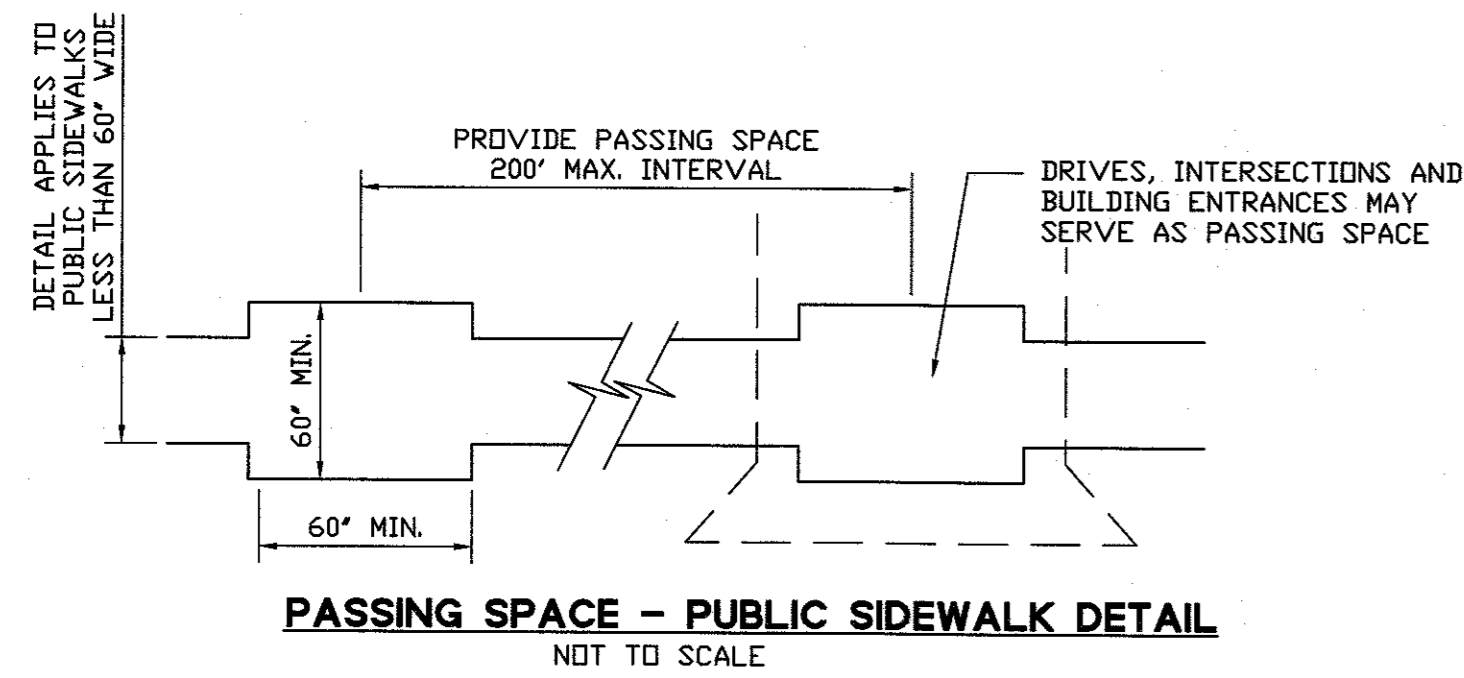 DETAIL APPLIES TO
PUBLIC SIDEWALKS
LESS THAN 60" WIDE
PROVIDE PASSING SPACE
200' MAX. INTERVAL
DRIVES, INTERSECTIONS AND
BUILDING ENTRANCES MAY
SERVE AS PASSING SPACE
60" MIN.
60" MIN.
PASSING SPACE – PUBLIC SIDEWALK DETAIL
NOT TO SCALE